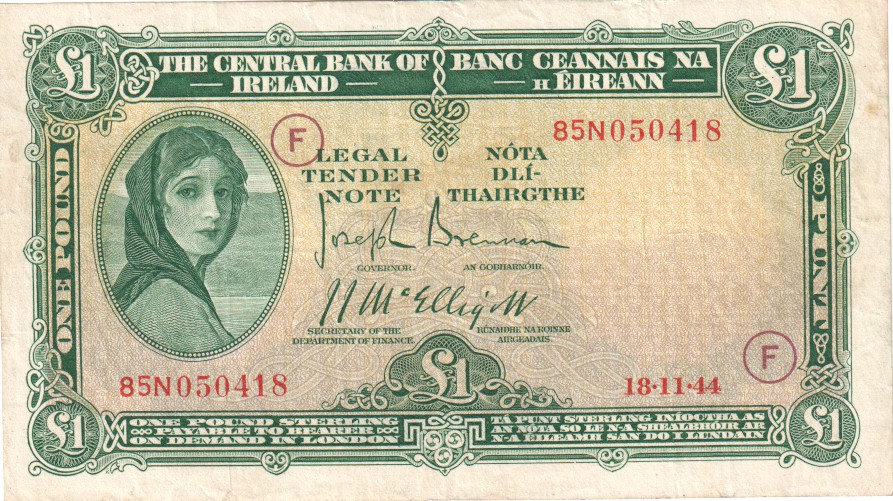 £1
THE CENTRAL BANK OF
IRELAND
BANC CEANNAIS NA
H ÉIREANN
£1
F
85N050418
LEGAL
TENDER
NOTE
NÓTA
DLÍ-
THAIRGTHE
ONE POUND
PUNT
Joseph Brennan
GOVERNOR.
AN GOBHARNÓIR.
J J McElligott
SECRETARY OF THE
DEPARTMENT OF FINANCE.
RÚNAIDHE NA ROINNE
AIRGEADAIS.
F
£1
85N050418
18·11·44
£1
ONE POUND STERLING
PAYABLE TO BEARER
ON DEMAND IN LONDON
TÁ PUNT STERLING INÍOCTHA AS
AN NÓTA SO LE N-A SHEALBHÓIR AR
N-A ÉILEAMH SAN DO I LUNDAIN
£1